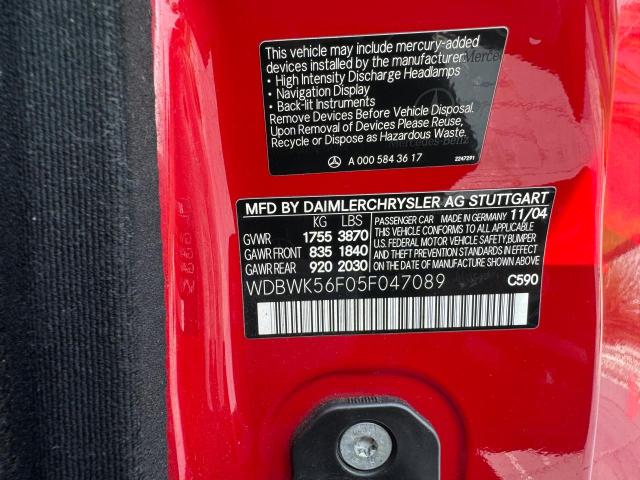 This vehicle may include mercury-added
devices installed by the manufacturer:
• High Intensity Discharge Headlamps
• Navigation Display
• Back-lit Instruments
Remove Devices Before Vehicle Disposal.
Upon Removal of Devices Please Reuse,
Recycle or Dispose as Hazardous Waste.
A 000 584 36 17
2247291
MFD BY DAIMLERCHRYSLER AG STUTTGART
KG LBS
GVWR 1755 3870
GAWR FRONT 835 1840
GAWR REAR 920 2030
PASSENGER CAR MADE IN GERMANY 11/04
THIS VEHICLE CONFORMS TO ALL APPLICABLE
U.S. FEDERAL MOTOR VEHICLE SAFETY, BUMPER,
AND THEFT PREVENTION STANDARDS IN EFFECT
ON THE DATE OF MANUFACTURE SHOWN ABOVE
WDBWK56F05F047089
C590